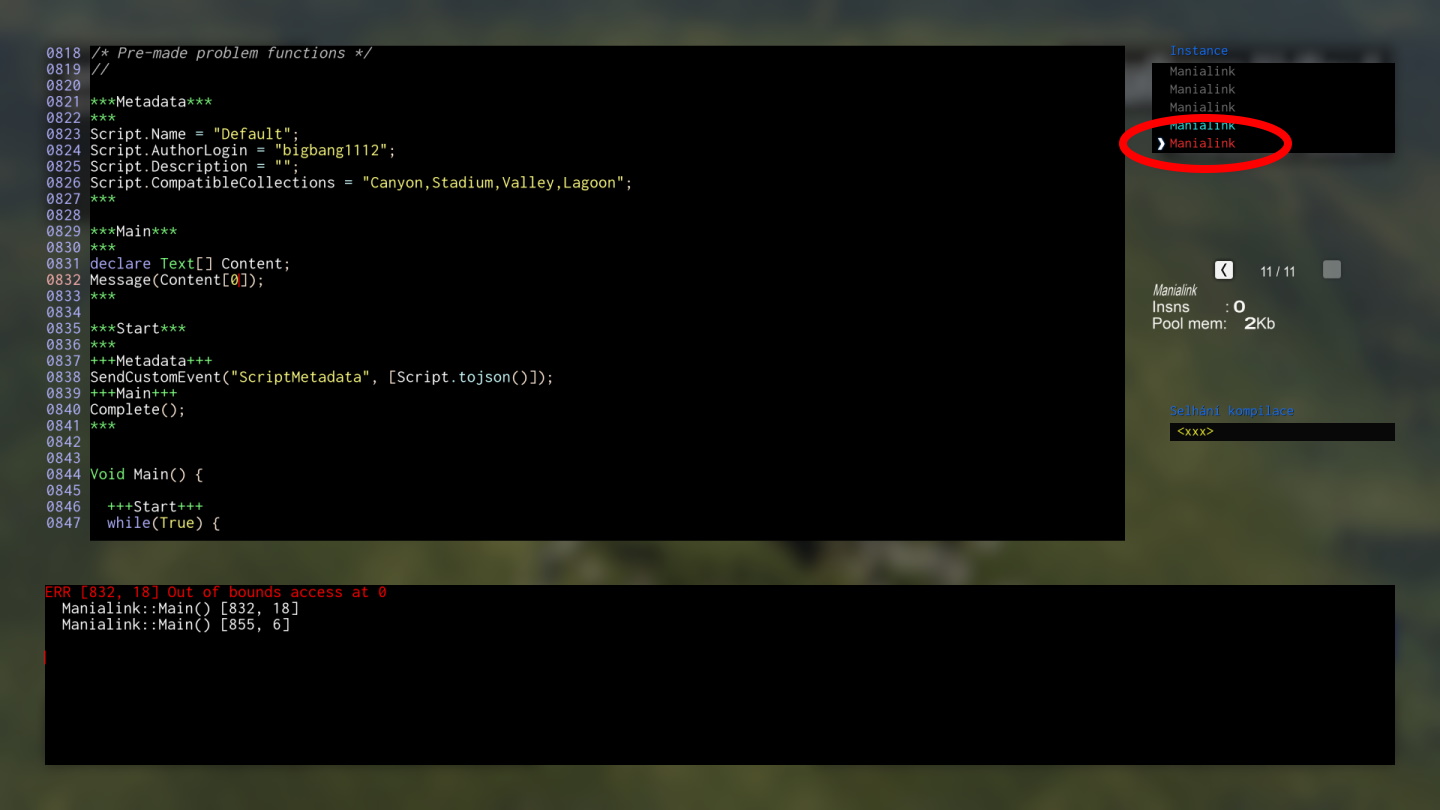 0818 /* Pre-made problem functions */
0819 //
0820
0821 ***Metadata***
0822 ***
0823 Script.Name = "Default";
0824 Script.AuthorLogin = "bigbang1112";
0825 Script.Description = "";
0826 Script.CompatibleCollections = "Canyon,Stadium,Valley,Lagoon";
0827 ***
0828
0829 ***Main***
0830 ***
0831 declare Text[] Content;
0832 Message(Content[0]);
0833 ***
0834
0835 ***Start***
0836 ***
0837 +++Metadata+++
0838 SendCustomEvent("ScriptMetadata", [Script.tojson()]);
0839 +++Main+++
0840 Complete();
0841 ***
0842
0843
0844 Void Main() {
0845
0846 +++Start+++
0847 while(True) {
Instance
Manialink
Manialink
Manialink
Manialink
❱ Manialink
11 / 11
Manialink
Insns : 0
Pool mem: 2Kb
Selhání kompilace
<xxx>
ERR [832, 18] Out of bounds access at 0
Manialink::Main() [832, 18]
Manialink::Main() [855, 6]